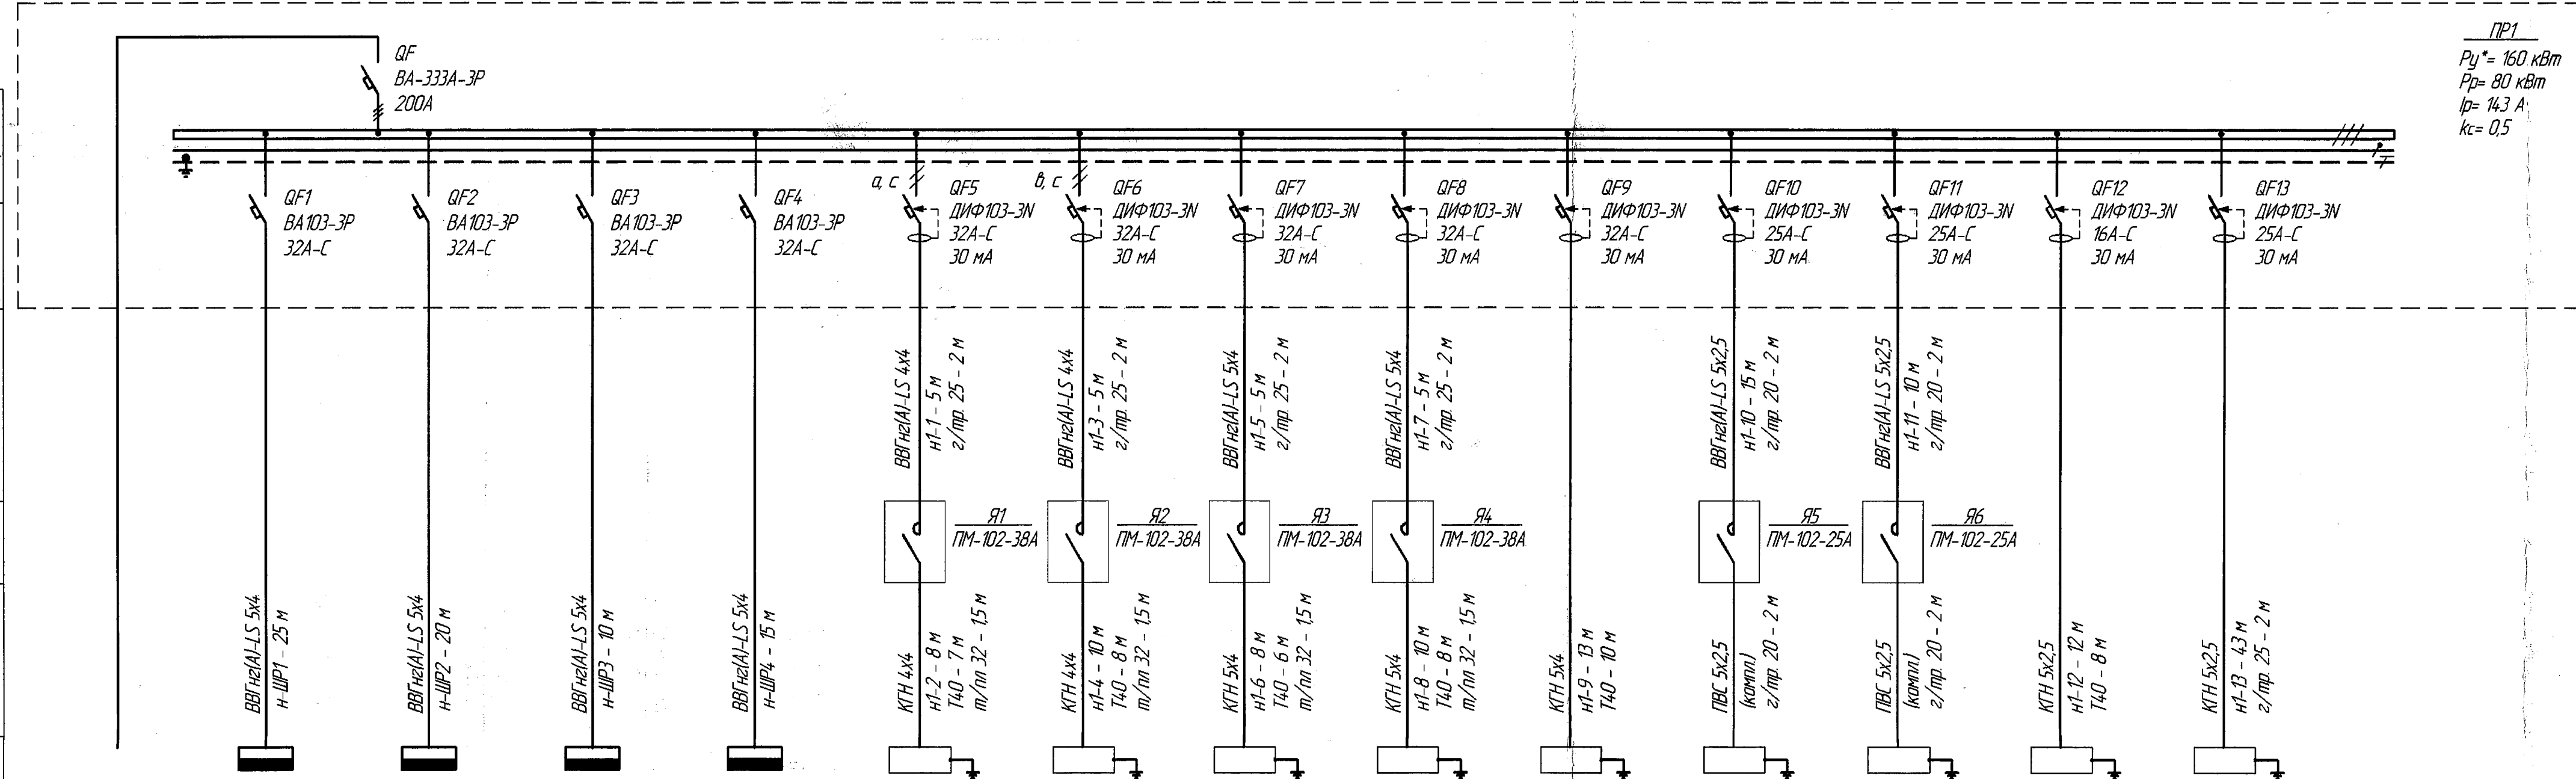 ПР1
Ру*= 160 кВт
Рр= 80 кВт
Iр= 143 А
kc= 0,5
QF
ВА-333А-3Р
200А
QF1
ВА103-3Р
32А-С
QF2
ВА103-3Р
32А-С
QF3
ВА103-3Р
32А-С
QF4
ВА103-3Р
32А-С
а, с
QF5
ДИФ103-3N
32А-С
30 мА
в, с
QF6
ДИФ103-3N
32А-С
30 мА
QF7
ДИФ103-3N
32А-С
30 мА
QF8
ДИФ103-3N
32А-С
30 мА
QF9
ДИФ103-3N
32А-С
30 мА
QF10
ДИФ103-3N
25А-С
30 мА
QF11
ДИФ103-3N
25А-С
30 мА
QF12
ДИФ103-3N
16А-С
30 мА
QF13
ДИФ103-3N
25А-С
30 мА
ВВГнг(А)-LS 4х4
н1-1 - 5 м
г/тр. 25 - 2 м
ВВГнг(А)-LS 4х4
н1-3 - 5 м
г/тр. 25 - 2 м
ВВГнг(А)-LS 5х4
н1-5 - 5 м
г/тр. 25 - 2 м
ВВГнг(А)-LS 5х4
н1-7 - 5 м
г/тр. 25 - 2 м
ВВГнг(А)-LS 5х2,5
н1-10 - 15 м
г/тр. 20 - 2 м
ВВГнг(А)-LS 5х2,5
н1-11 - 10 м
г/тр. 20 - 2 м
Я1
ПМ-102-38А
Я2
ПМ-102-38А
Я3
ПМ-102-38А
Я4
ПМ-102-38А
Я5
ПМ-102-25А
Я6
ПМ-102-25А
ВВГнг(А)-LS 5х4
н-ШР1 - 25 м
ВВГнг(А)-LS 5х4
н-ШР2 - 20 м
ВВГнг(А)-LS 5х4
н-ШР3 - 10 м
ВВГнг(А)-LS 5х4
н-ШР4 - 15 м
КГН 4х4
н1-2 - 8 м
Т40 - 7 м
т/пл 32 - 1,5 м
КГН 4х4
н1-4 - 10 м
Т40 - 8 м
т/пл 32 - 1,5 м
КГН 5х4
н1-6 - 8 м
Т40 - 6 м
т/пл 32 - 1,5 м
КГН 5х4
н1-8 - 10 м
Т40 - 8 м
т/пл 32 - 1,5 м
КГН 5х4
н1-9 - 13 м
Т40 - 10 м
ПВС 5х2,5
(компл.)
г/тр. 20 - 2 м
ПВС 5х2,5
(компл.)
г/тр. 20 - 2 м
КГН 5х2,5
н1-12 - 12 м
Т40 - 8 м
КГН 5х2,5
н1-13 - 43 м
г/тр. 25 - 2 м